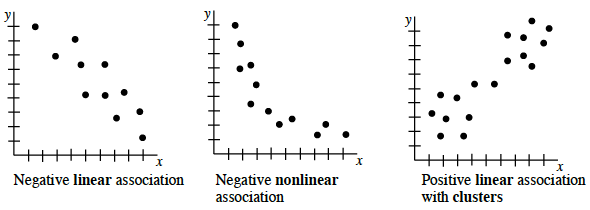 y
x
Negative linear association
y
x
Negative nonlinear
association
y
x
Positive linear association
with clusters